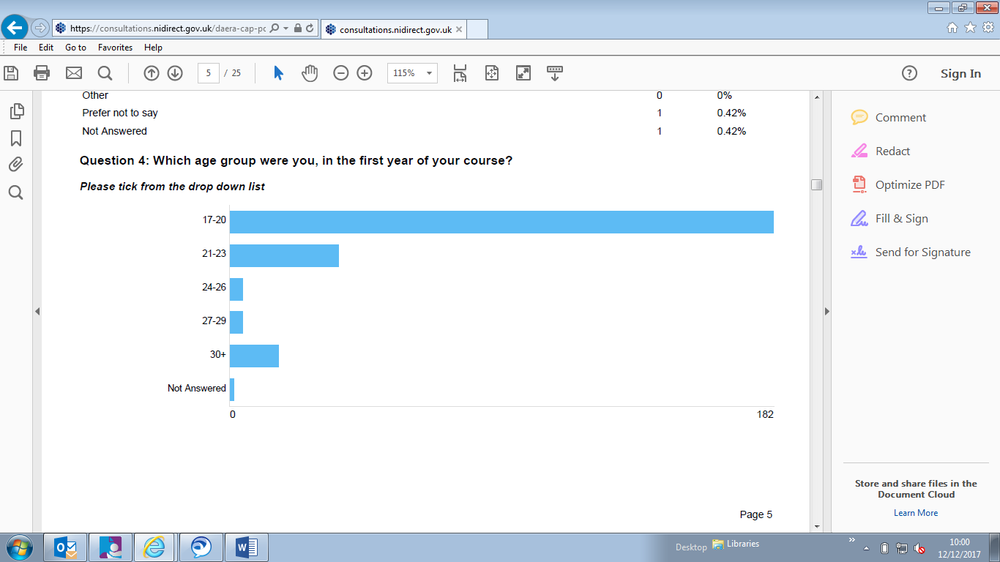 https://consultations.nidirect.gov.uk/daera-cap-pc
consultations.nidirect.gov.uk
File Edit Go to Favorites Help
5 / 25
115%
Sign In
Other 0 0%
Prefer not to say 1 0.42%
Not Answered 1 0.42%
Question 4: Which age group were you, in the first year of your course?
Please tick from the drop down list
17-20
21-23
24-26
27-29
30+
Not Answered
0 182
Page 5
Comment
Redact
Optimize PDF
Fill & Sign
Send for Signature
Store and share files in the
Document Cloud
Learn More
Desktop
Libraries
10:00
12/12/2017